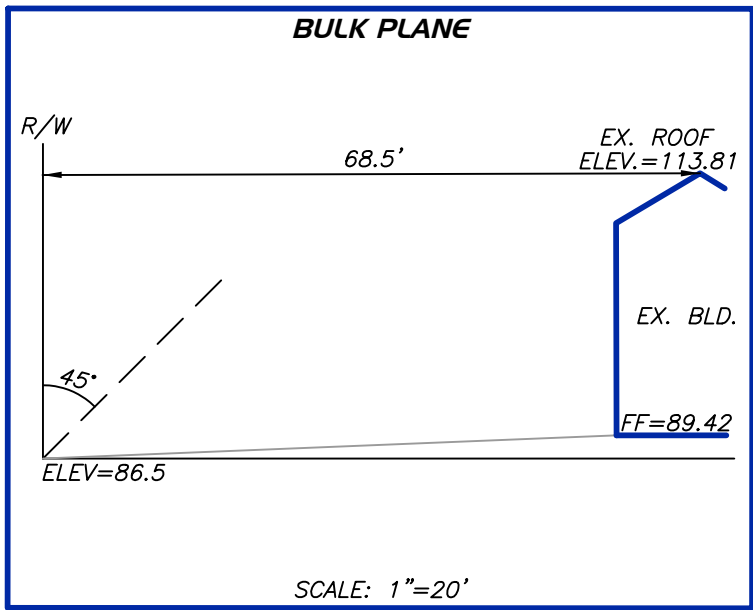 BULK PLANE
R/W
68.5'
EX. ROOF
ELEV.=113.81
EX. BLD.
45°
FF=89.42
ELEV=86.5
SCALE: 1"=20'